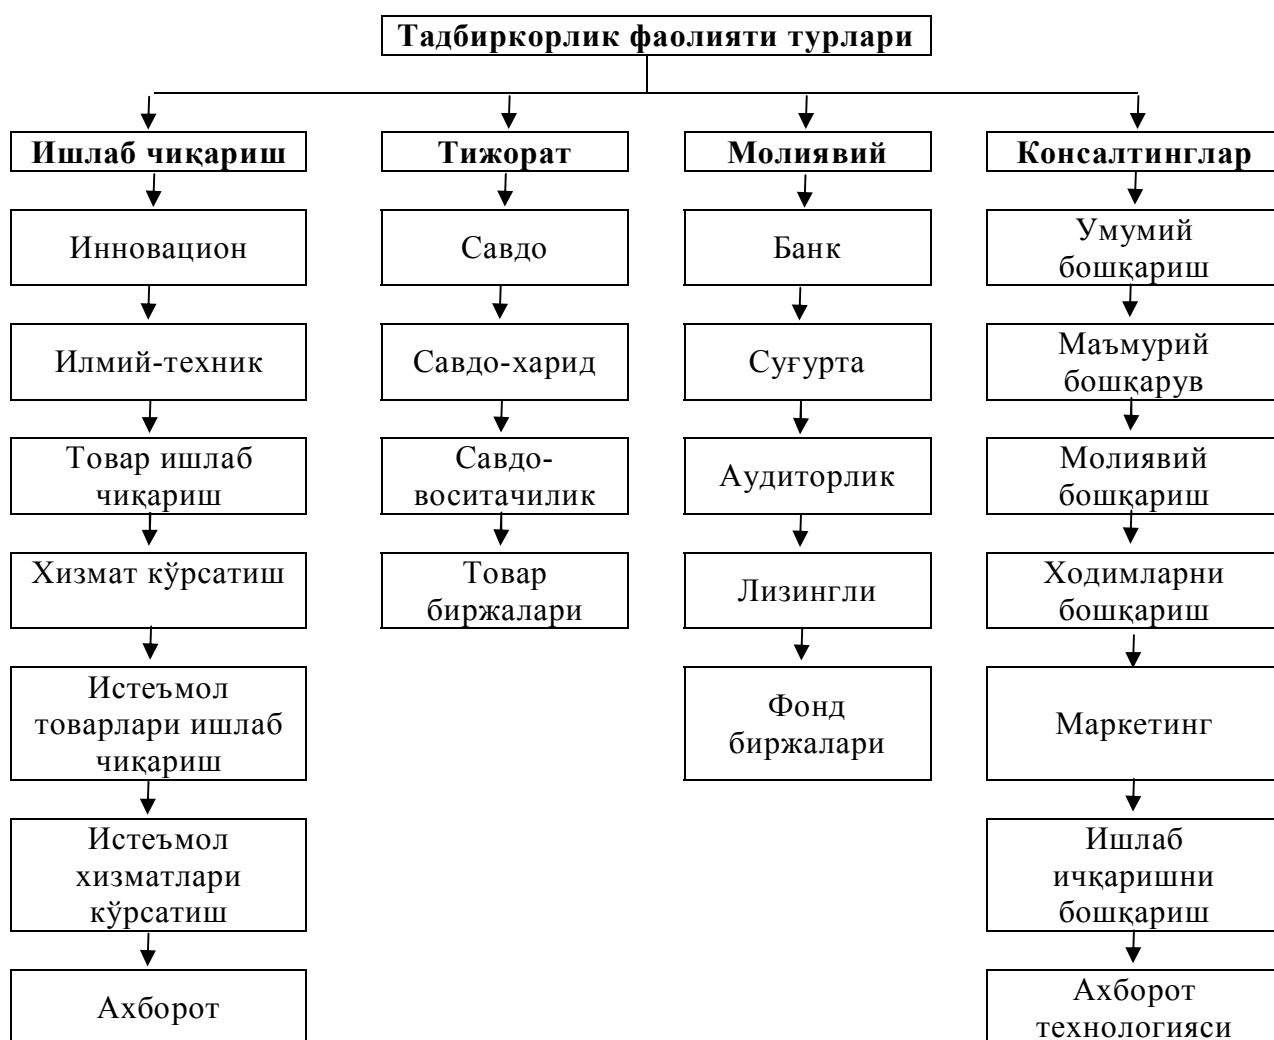 Тадбиркорлик фаолияти турлари
Ишлаб чиқариш
Тижорат
Молиявий
Консалтинглар
Инновацион
Савдо
Банк
Умумий
бошқариш
Илмий-техник
Савдо-харид
Суғурта
Маъмурий
бошқарув
Товар ишлаб
чиқариш
Савдо-
воситачилик
Аудиторлик
Молиявий
бошқариш
Хизмат кўрсатиш
Товар
биржалари
Лизингли
Ходимларни
бошқариш
Истеъмол
товарлари ишлаб
чиқариш
Фонд
биржалари
Маркетинг
Истеъмол
хизматлари
кўрсатиш
Ишлаб
ичқаришни
бошқариш
Ахборот
Ахборот
технологияси